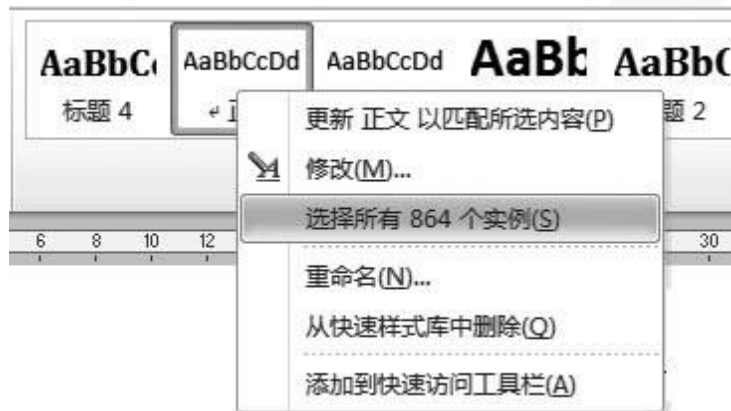 AaBbC AaBbCcDd AaBbCcDd AaBb AaBb
标题 4 题 2
更新 正文 以匹配所选内容(P)
修改(M)...
选择所有 864 个实例(S)
6 8 10 12 30
重命名(N)...
从快速样式库中删除(Q)
添加到快速访问工具栏(A)